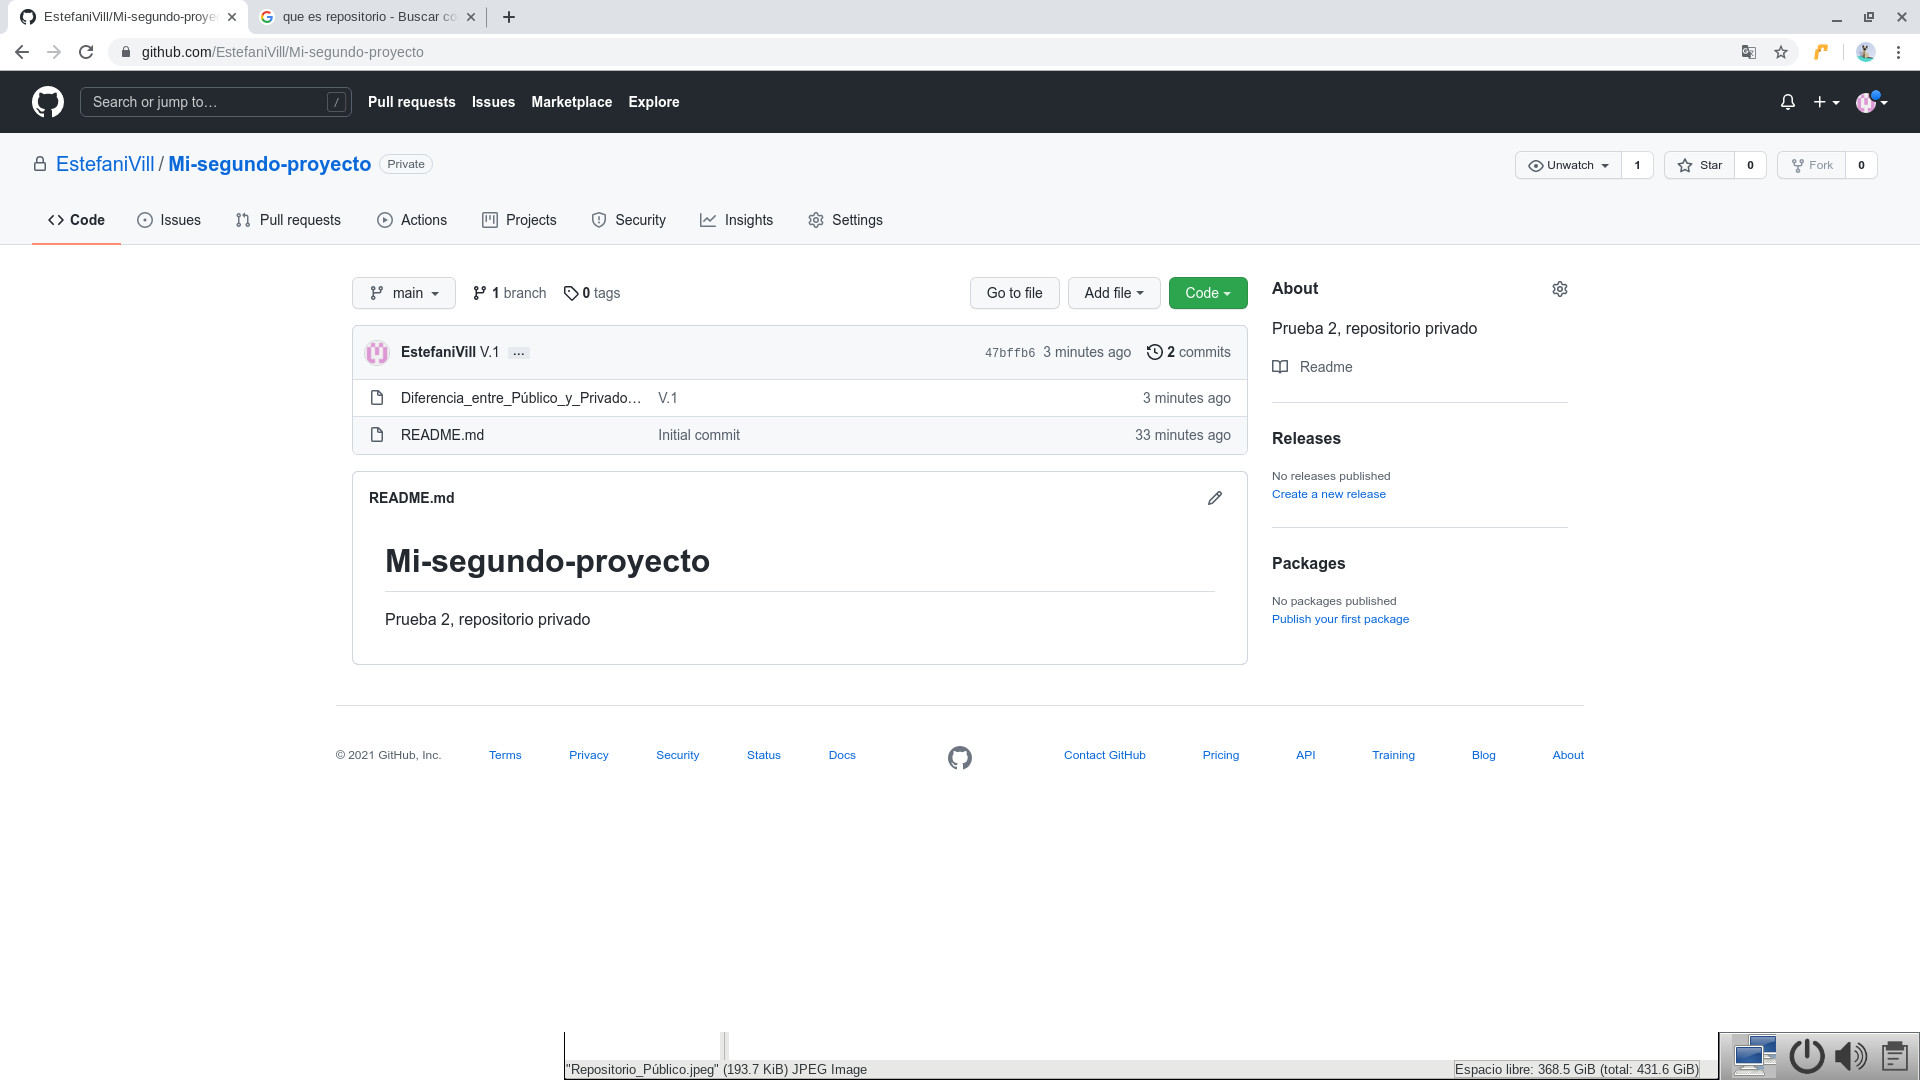 EstefaniVill/Mi-segundo-proye
que es repositorio - Buscar co
github.com/EstefaniVill/Mi-segundo-proyecto
Search or jump to… /
Pull requests Issues Marketplace Explore
EstefaniVill / Mi-segundo-proyecto Private
Unwatch 1 Star 0 Fork 0
Code Issues Pull requests Actions Projects Security Insights Settings
main 1 branch 0 tags Go to file Add file Code
EstefaniVill V.1 … 47bffb6 3 minutes ago 2 commits
Diferencia_entre_Público_y_Privado… V.1 3 minutes ago
README.md Initial commit 33 minutes ago
README.md
Mi-segundo-proyecto
Prueba 2, repositorio privado
About
Prueba 2, repositorio privado
Readme
Releases
No releases published
Create a new release
Packages
No packages published
Publish your first package
© 2021 GitHub, Inc. Terms Privacy Security Status Docs Contact GitHub Pricing API Training Blog About
"Repositorio_Público.jpeg" (193.7 KiB) JPEG Image Espacio libre: 368.5 GiB (total: 431.6 GiB)